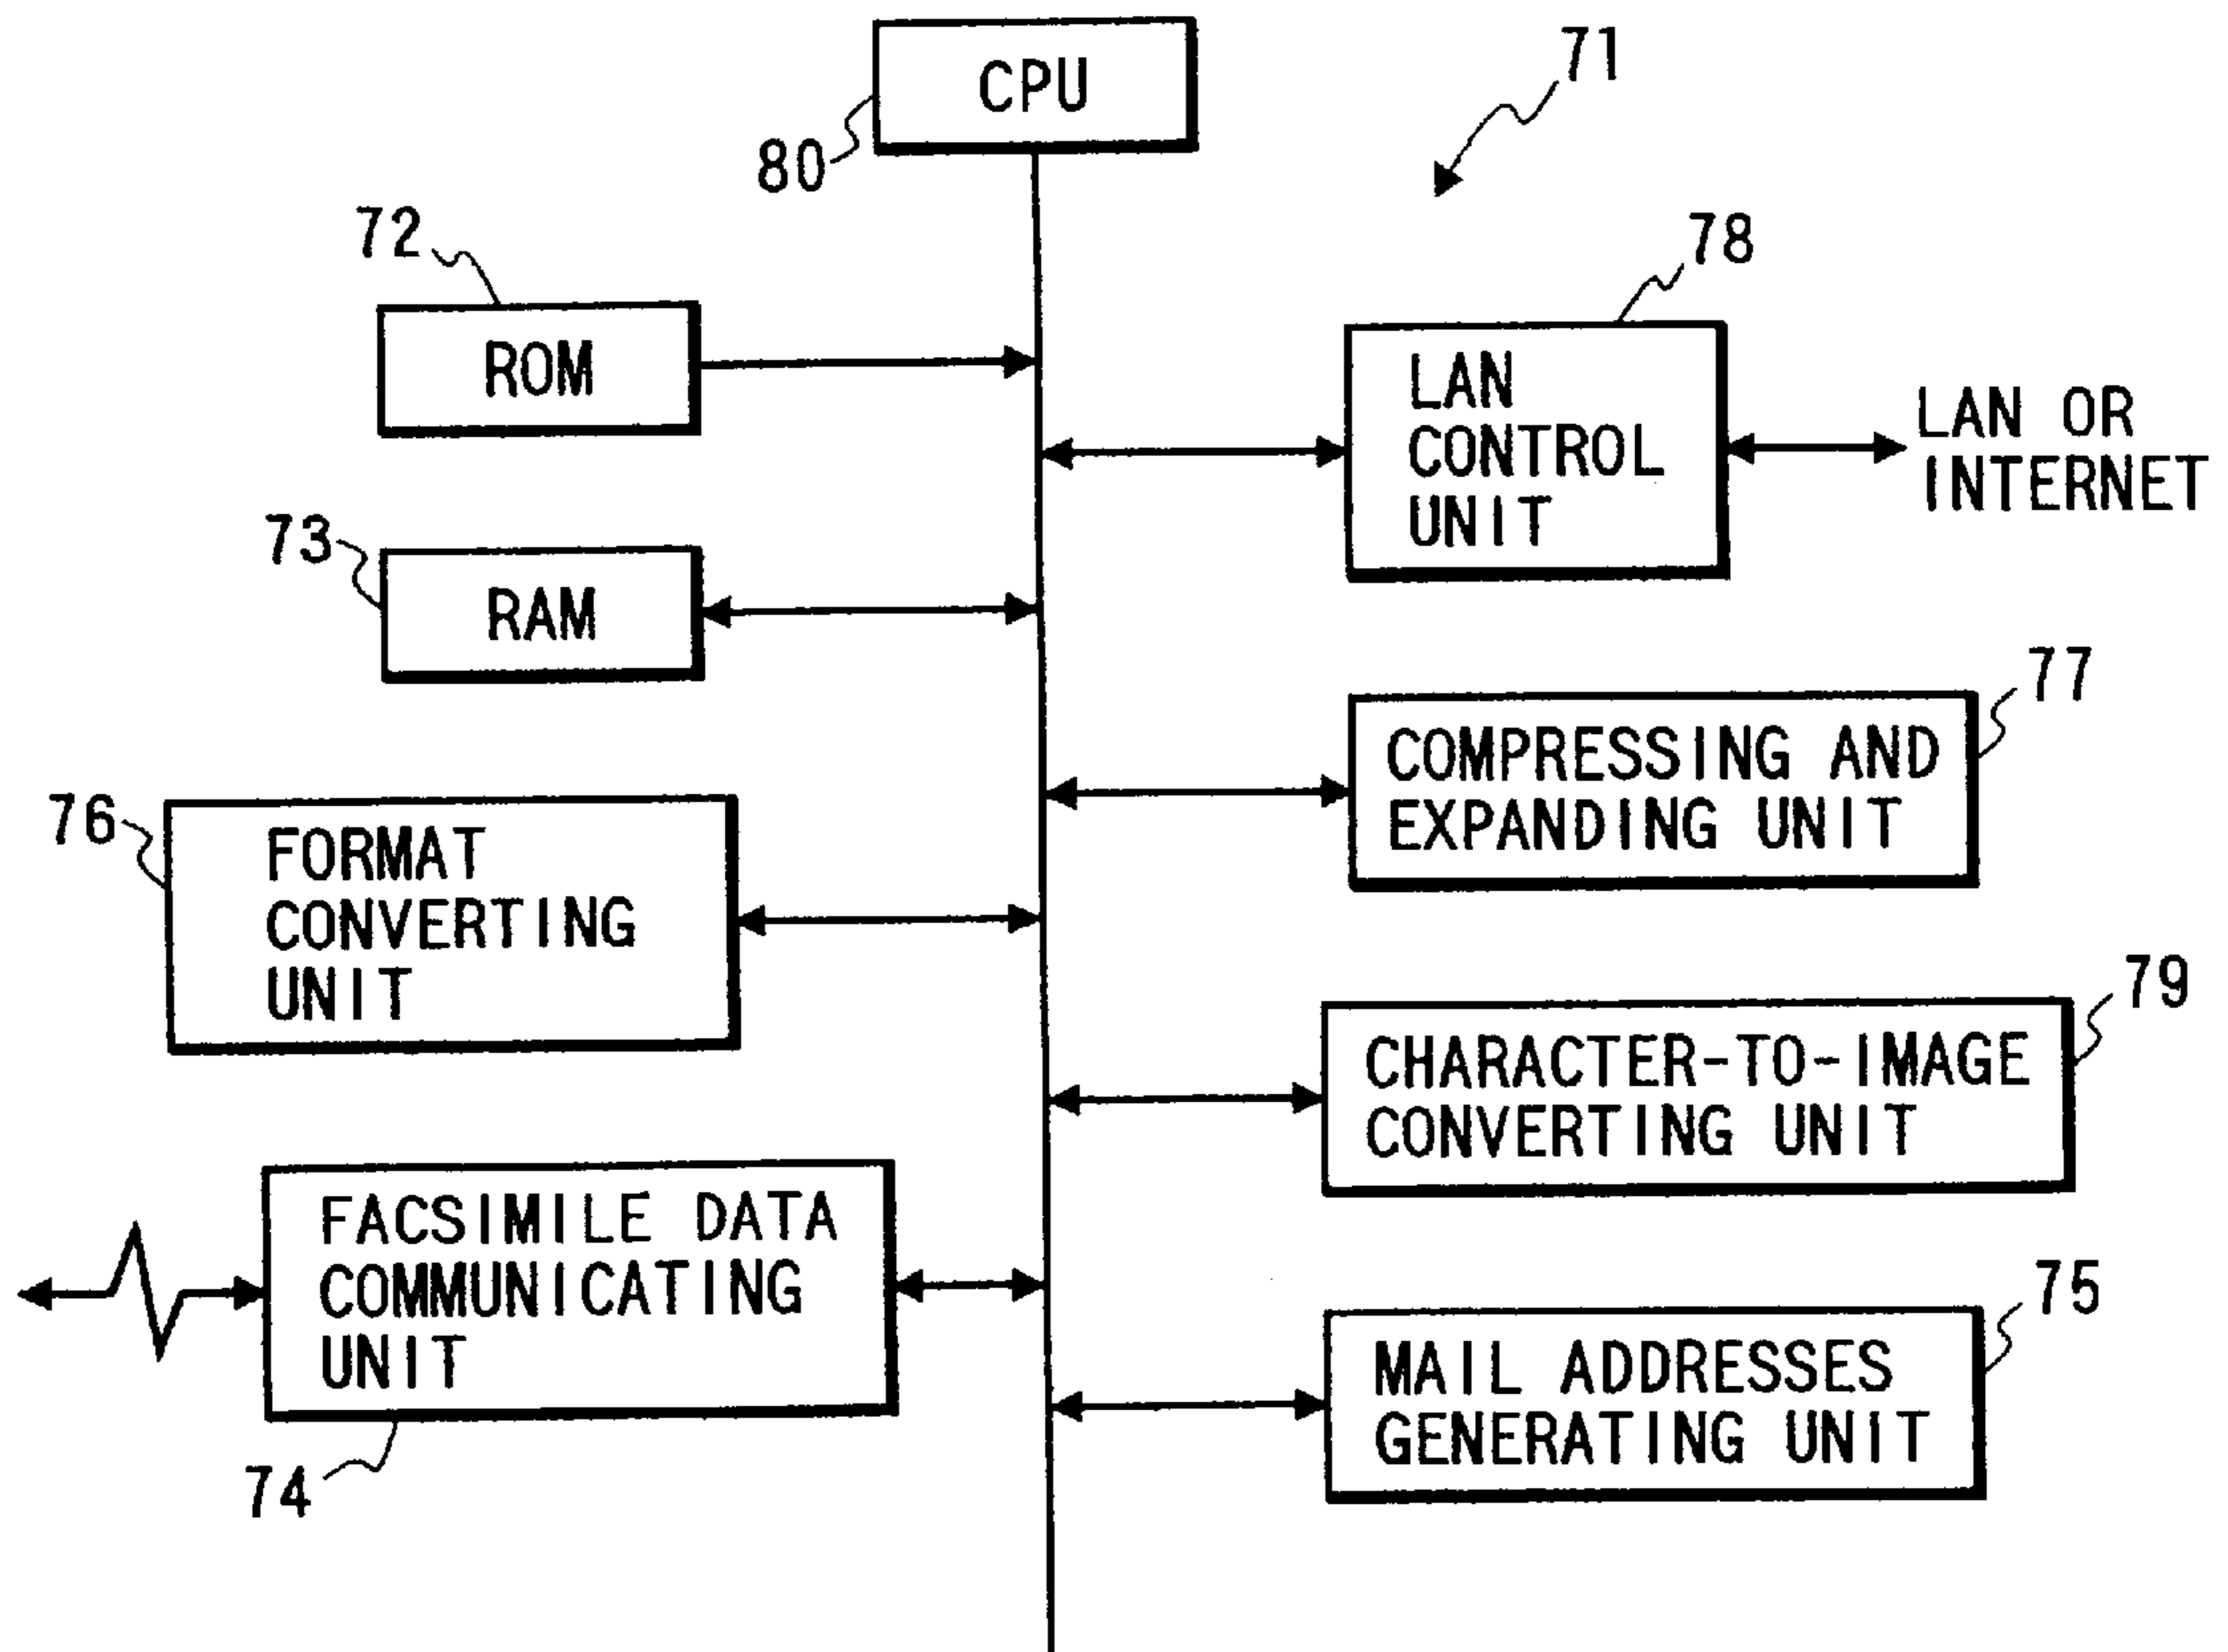 CPU
71
80
72
78
ROM
LAN
CONTROL
UNIT
LAN OR
INTERNET
73
RAM
77
COMPRESSING AND
EXPANDING UNIT
76
FORMAT
CONVERTING
UNIT
79
CHARACTER-TO-IMAGE
CONVERTING UNIT
FACSIMILE DATA
COMMUNICATING
UNIT
74
75
MAIL ADDRESSES
GENERATING UNIT